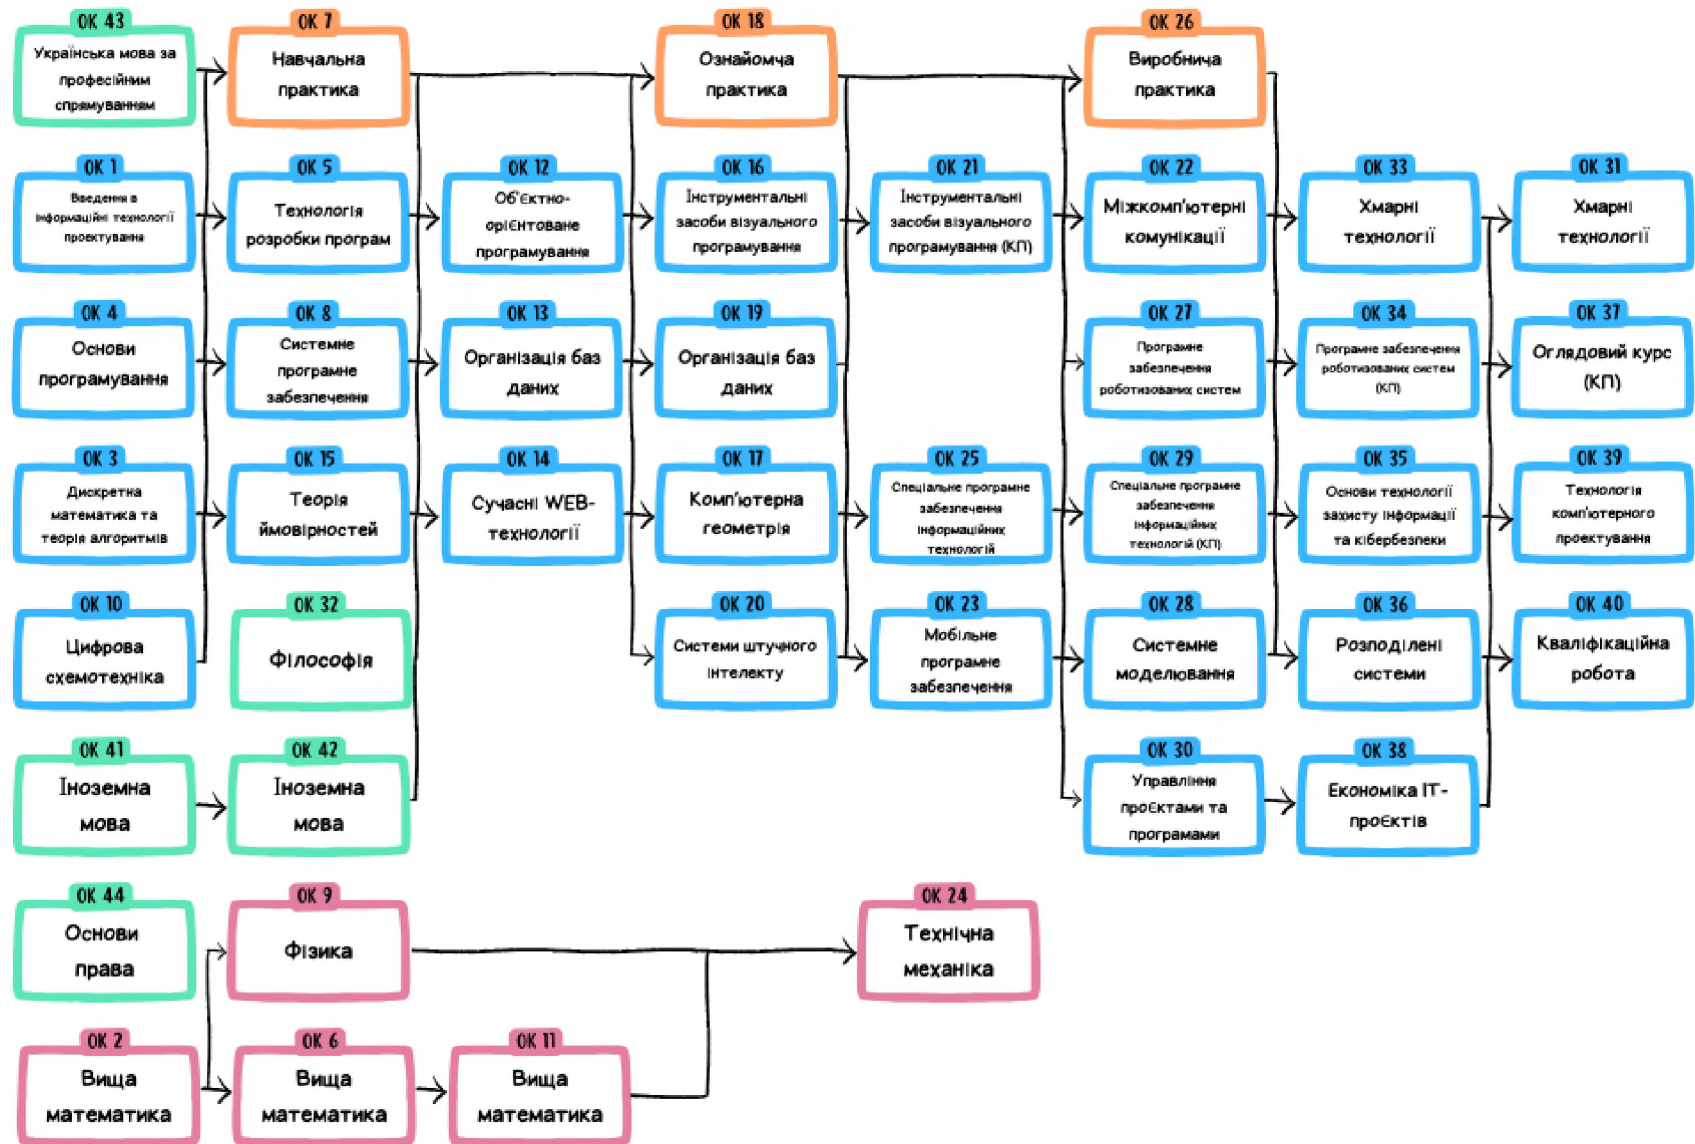 ОК 43
Українська мова за
професійним
спрямуванням
ОК 7
Навчальна
практика
ОК 18
Ознайомча
практика
ОК 26
Виробнича
практика
ОК 1
Введення в
інформаційні технології
проектування
ОК 5
Технологія
розробки програм
ОК 12
Об'єктно-
орієнтоване
програмування
ОК 16
Інструментальні
засоби візуального
програмування
ОК 21
Інструментальні
засоби візуального
програмування (КП)
ОК 22
Міжкомп'ютерні
комунікації
ОК 33
Хмарні
технології
ОК 31
Хмарні
технології
ОК 4
Основи
програмування
ОК 8
Системне
програмне
забезпечення
ОК 13
Організація баз
даних
ОК 19
Організація баз
даних
ОК 27
Програмне
забезпечення
роботизованих систем
ОК 34
Програмне забезпечення
роботизованих систем
(КП)
ОК 37
Оглядовий курс
(КП)
ОК 3
Дискретна
математика та
теорія алгоритмів
ОК 15
Теорія
ймовірностей
ОК 14
Сучасні WEB-
технології
ОК 17
Комп'ютерна
геометрія
ОК 25
Спеціальне програмне
забезпечення
інформаційних
технологій
ОК 29
Спеціальне програмне
забезпечення
інформаційних
технологій (КП)
ОК 35
Основи технології
захисту інформації
та кібербезпеки
ОК 39
Технологія
комп'ютерного
проектування
ОК 10
Цифрова
схемотехніка
ОК 32
Філософія
ОК 20
Системи штучного
інтелекту
ОК 23
Мобільне
програмне
забезпечення
ОК 28
Системне
моделювання
ОК 36
Розподілені
системи
ОК 40
Кваліфікаційна
робота
ОК 41
Іноземна
мова
ОК 42
Іноземна
мова
ОК 30
Управління
проєктами та
програмами
ОК 38
Економіка ІТ-
проєктів
ОК 44
Основи
права
ОК 9
Фізика
ОК 24
Технічна
механіка
ОК 2
Вища
математика
ОК 6
Вища
математика
ОК 11
Вища
математика